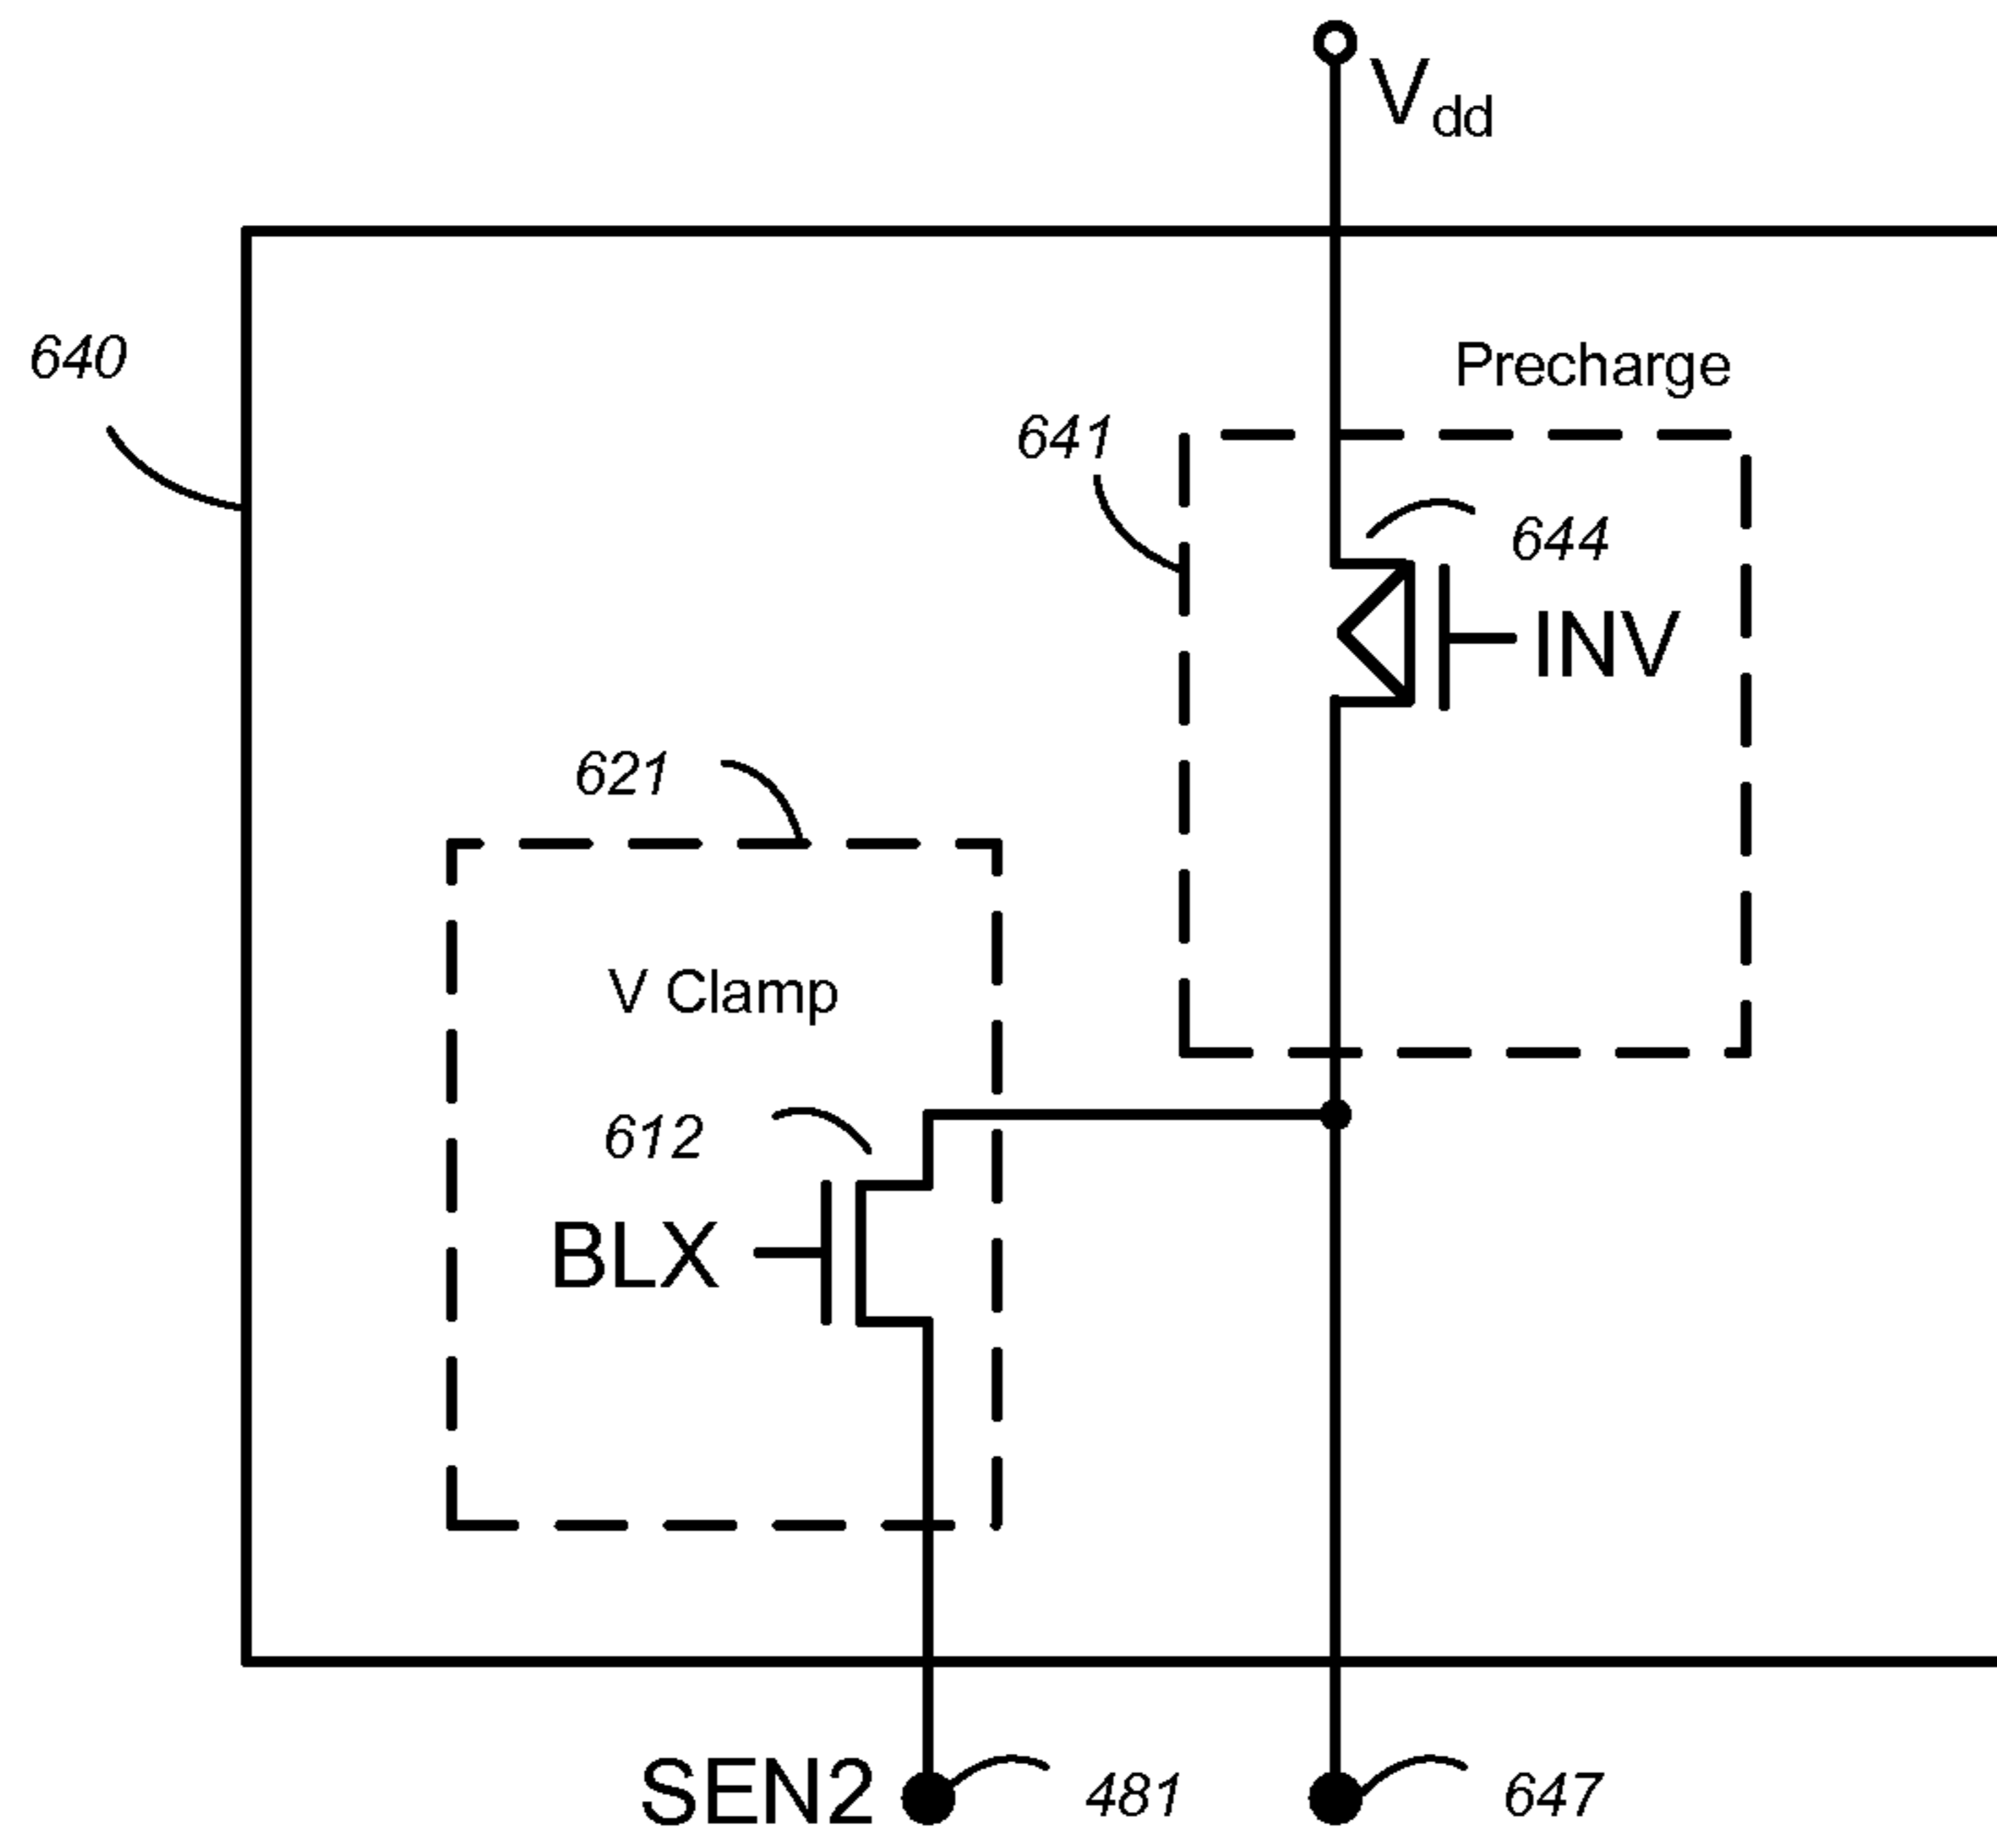 Vdd
640
Precharge
641
644
INV
621
V Clamp
612
BLX
SEN2
481
647